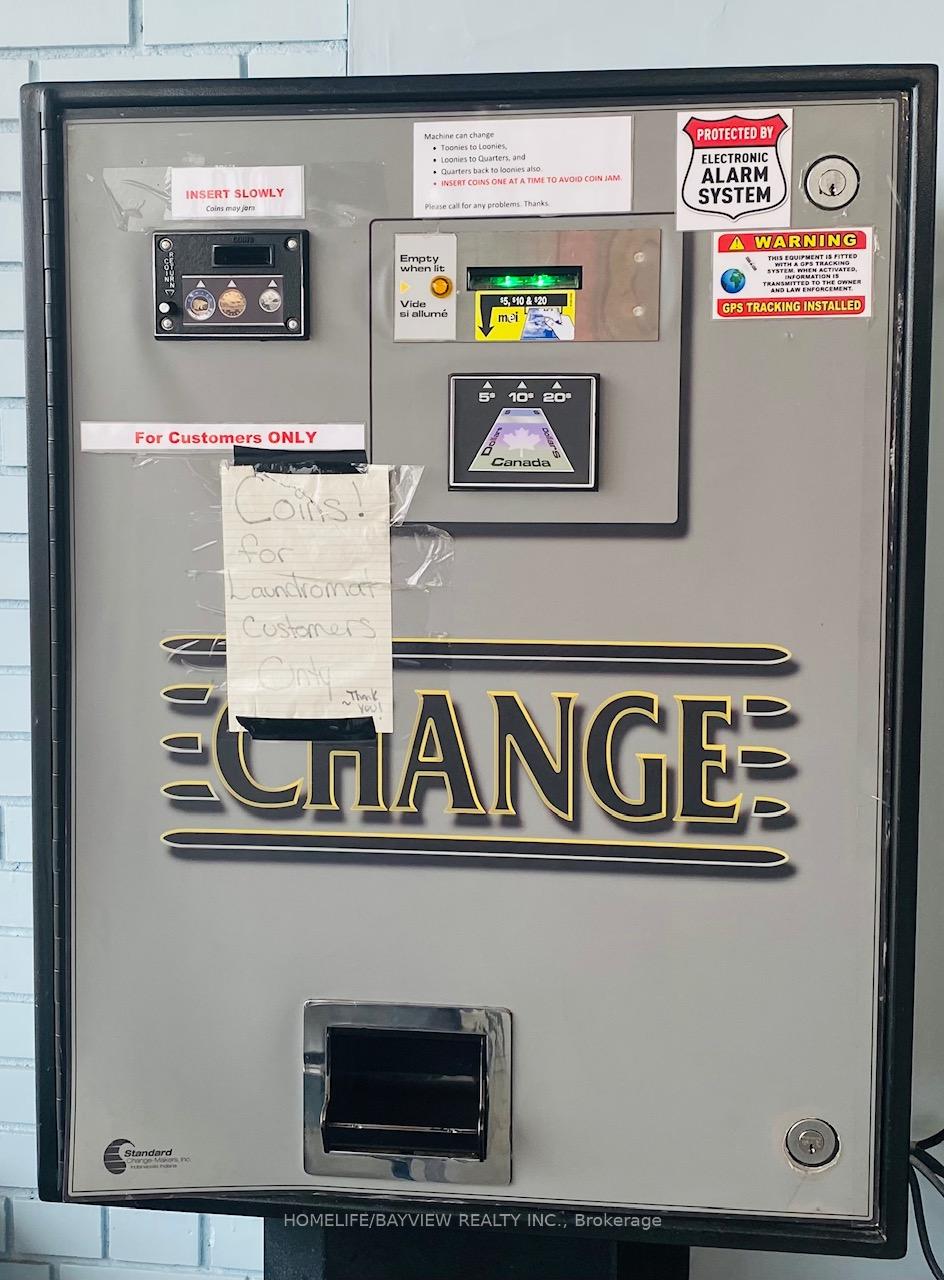 Machine can change
• Toonies to Loonies,
• Loonies to Quarters, and
• Quarters back to loonies also.
• INSERT COINS ONE AT A TIME TO AVOID COIN JAM.
Please call for any problems. Thanks.
PROTECTED BY
ELECTRONIC
ALARM
SYSTEM
INSERT SLOWLY
Coins may jam
COINS
COIN RETURN
Empty
when lit
Vide
si allumé
$5, $10 & $20
mei
WARNING
THIS EQUIPMENT IS FITTED
WITH A GPS TRACKING
SYSTEM. WHEN ACTIVATED,
INFORMATION IS
TRANSMITTED TO THE OWNER
AND LAW ENFORCEMENT.
GPS TRACKING INSTALLED
5$ 10$ 20$
Dollars
Dollars
Canada
For Customers ONLY
Coins!
for
Laundromat
Customers
Only
~Thank
you!
CHANGE
Standard
Change-Makers, Inc.
Indianapolis Indiana
HOMELIFE/BAYVIEW REALTY INC., Brokerage